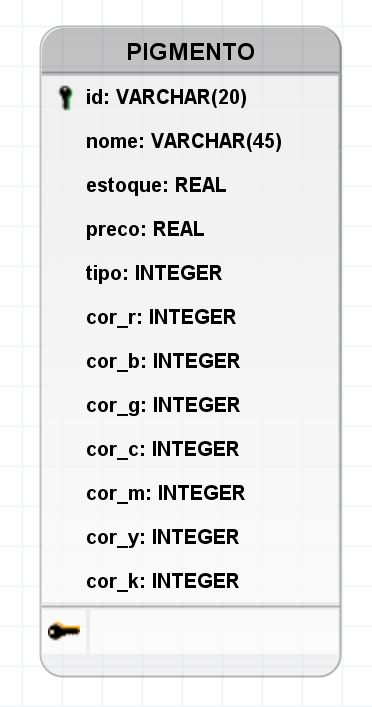 PIGMENTO
id: VARCHAR(20)
nome: VARCHAR(45)
estoque: REAL
preco: REAL
tipo: INTEGER
cor_r: INTEGER
cor_b: INTEGER
cor_g: INTEGER
cor_c: INTEGER
cor_m: INTEGER
cor_y: INTEGER
cor_k: INTEGER